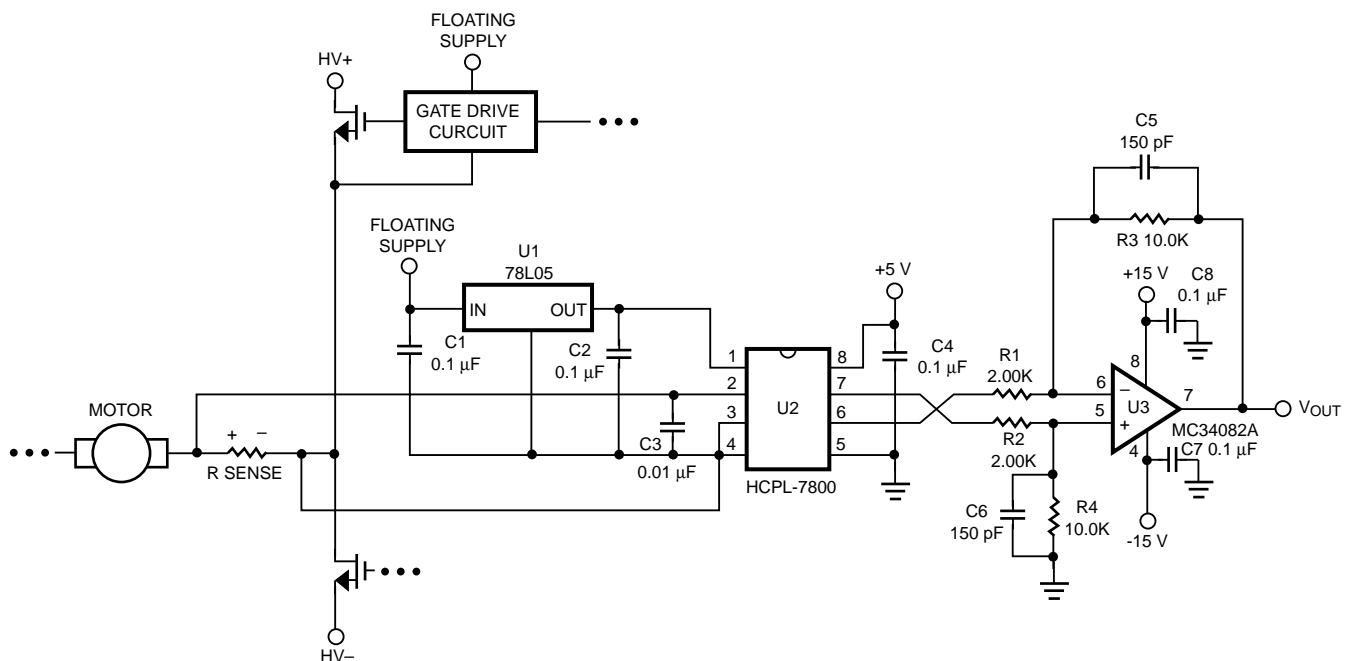 FLOATING
SUPPLY
HV+
GATE DRIVE
CURCUIT
C5
150 pF
R3 10.0K
FLOATING
SUPPLY
U1
78L05
IN
OUT
C1
0.1 µF
C2
0.1 µF
+5 V
C4
0.1 µF
+15 V
C8
0.1 µF
MOTOR
+
–
R SENSE
C3
0.01 µF
1
2
3
4
U2
8
7
6
5
HCPL-7800
R1
2.00K
R2
2.00K
8
6
–
5
+
U3
7
4
MC34082A
C7 0.1 µF
VOUT
C6
150 pF
R4
10.0K
-15 V
HV–